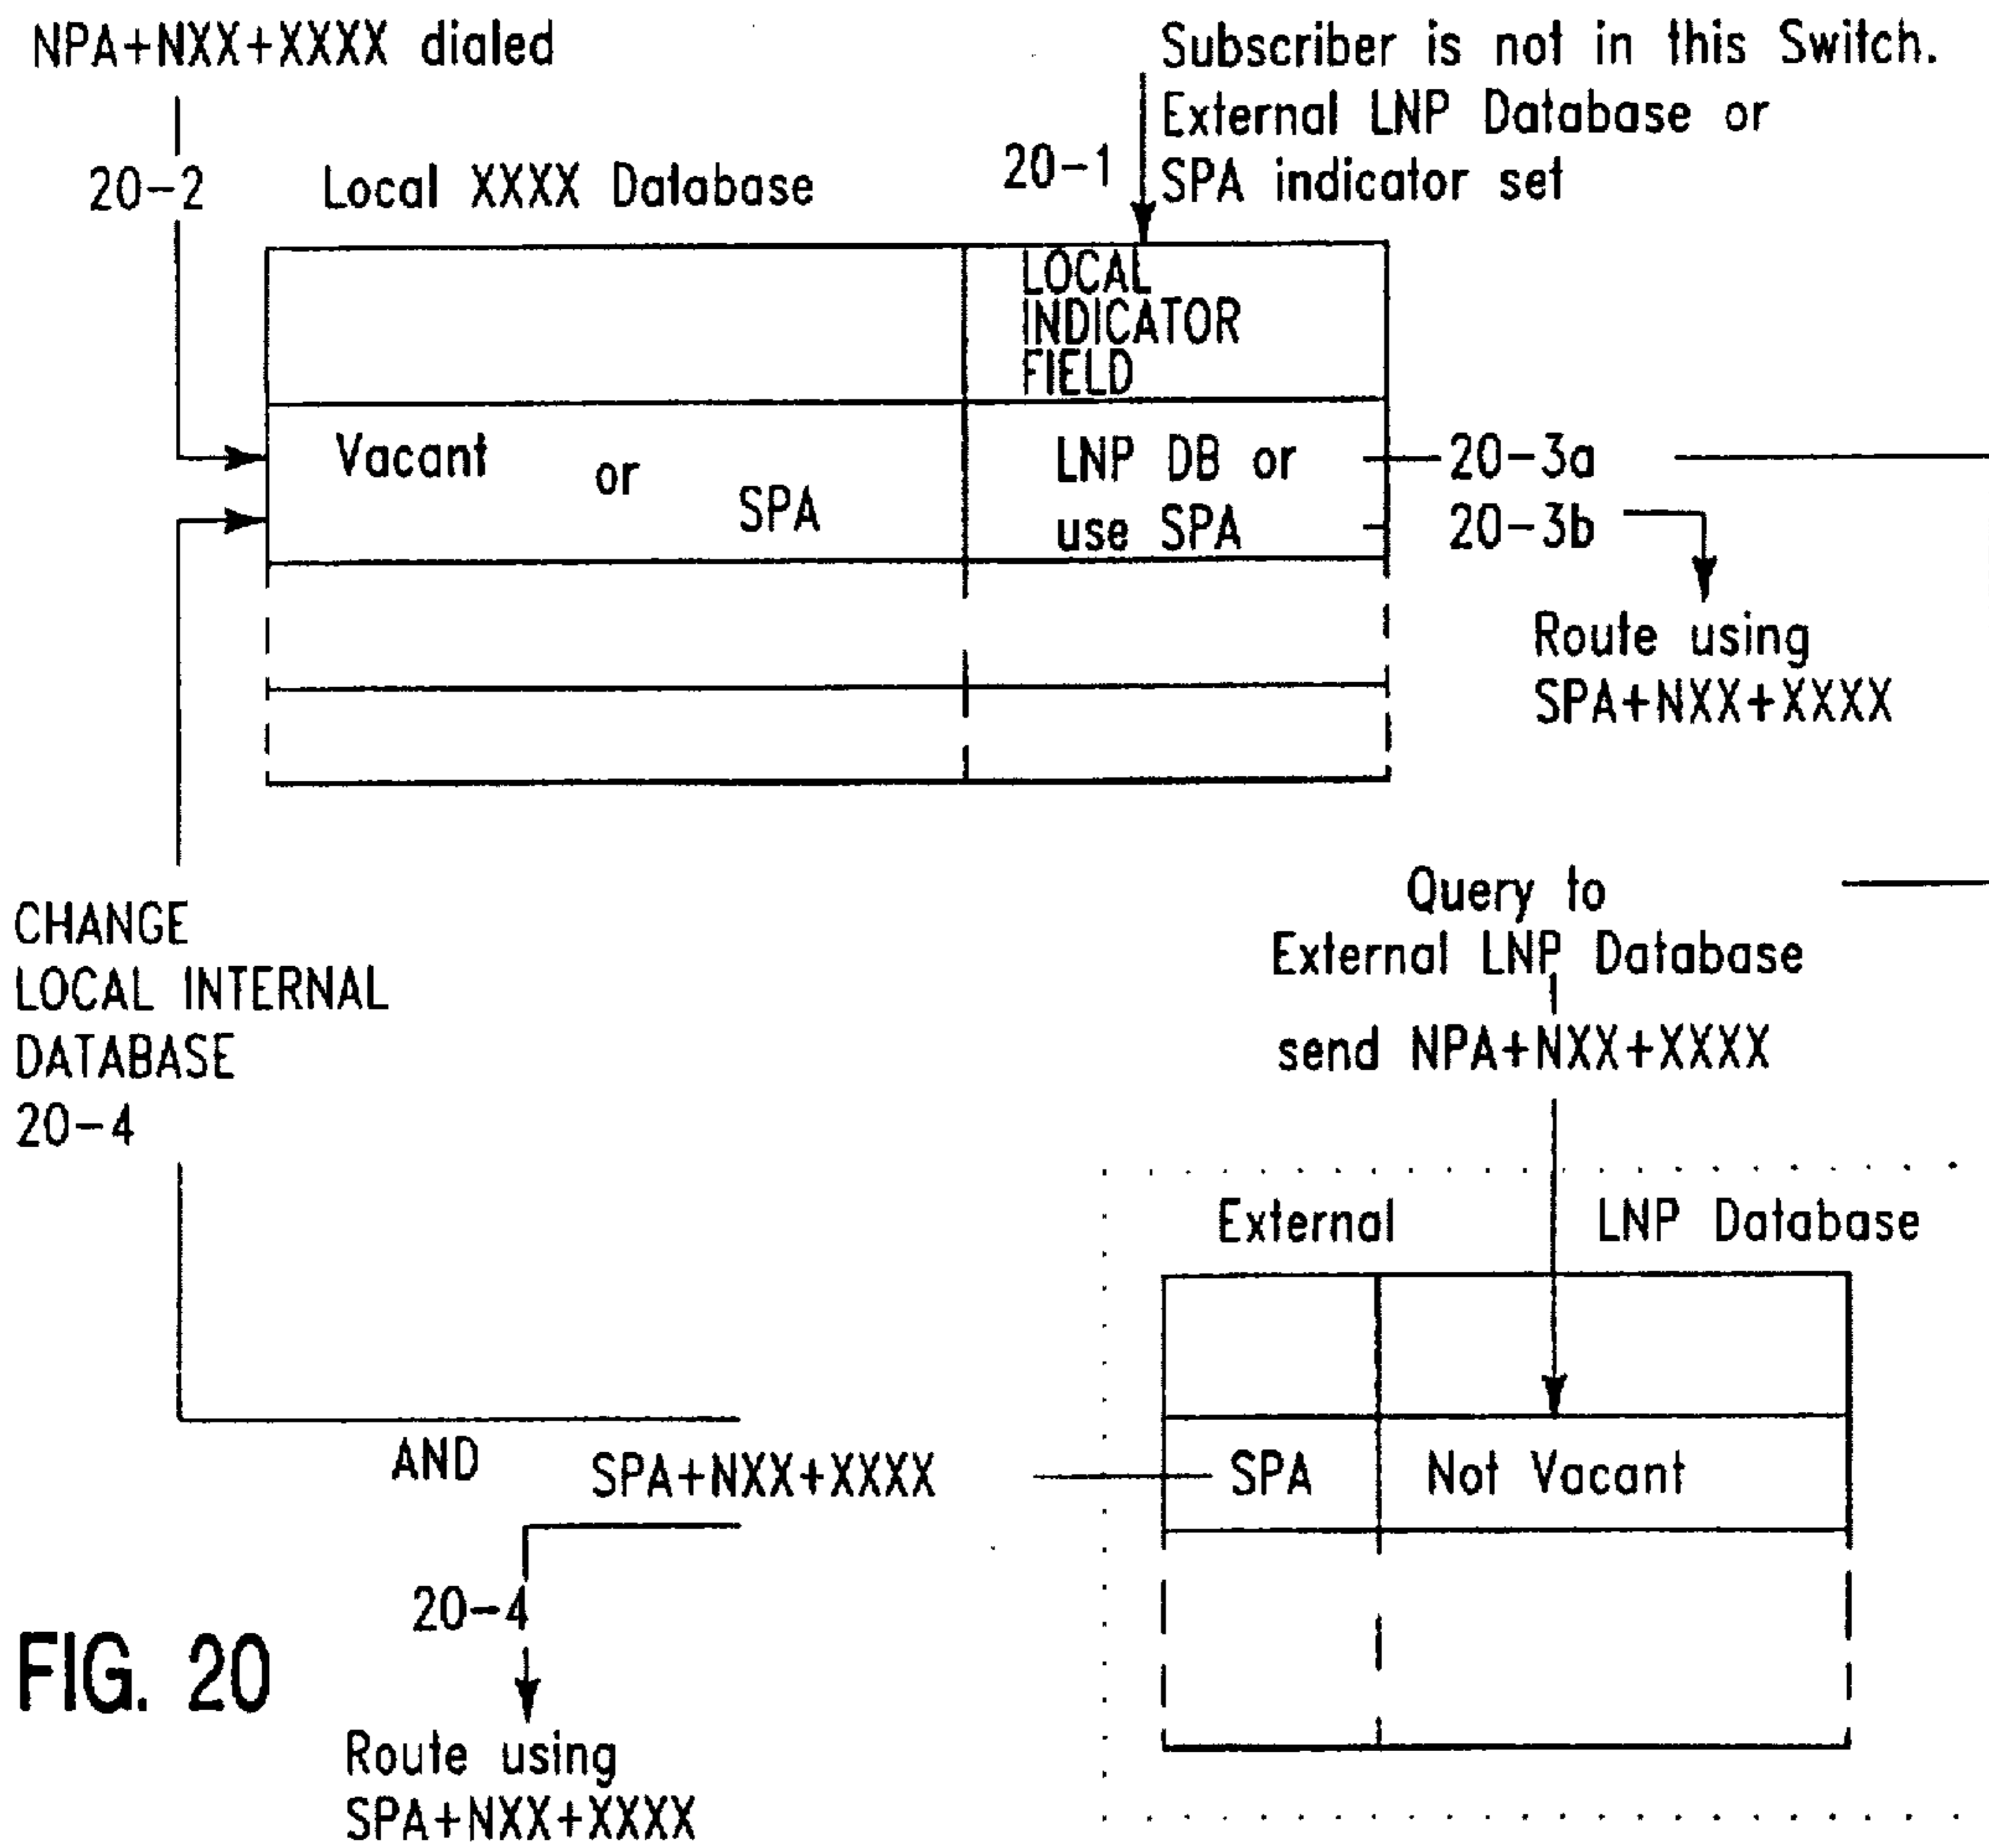 NPA+NXX+XXXX dialed
Subscriber is not in this Switch.
External LNP Database or
SPA indicator set
20-1
20-2
Local XXXX Database
LOCAL
INDICATOR
FIELD
Vacant or SPA
LNP DB or
use SPA
20-3a
20-3b
Route using
SPA+NXX+XXXX
CHANGE
LOCAL INTERNAL
DATABASE
20-4
Query to
External LNP Database
send NPA+NXX+XXXX
External LNP Database
SPA Not Vacant
AND
SPA+NXX+XXXX
20-4
Route using
SPA+NXX+XXXX
FIG. 20